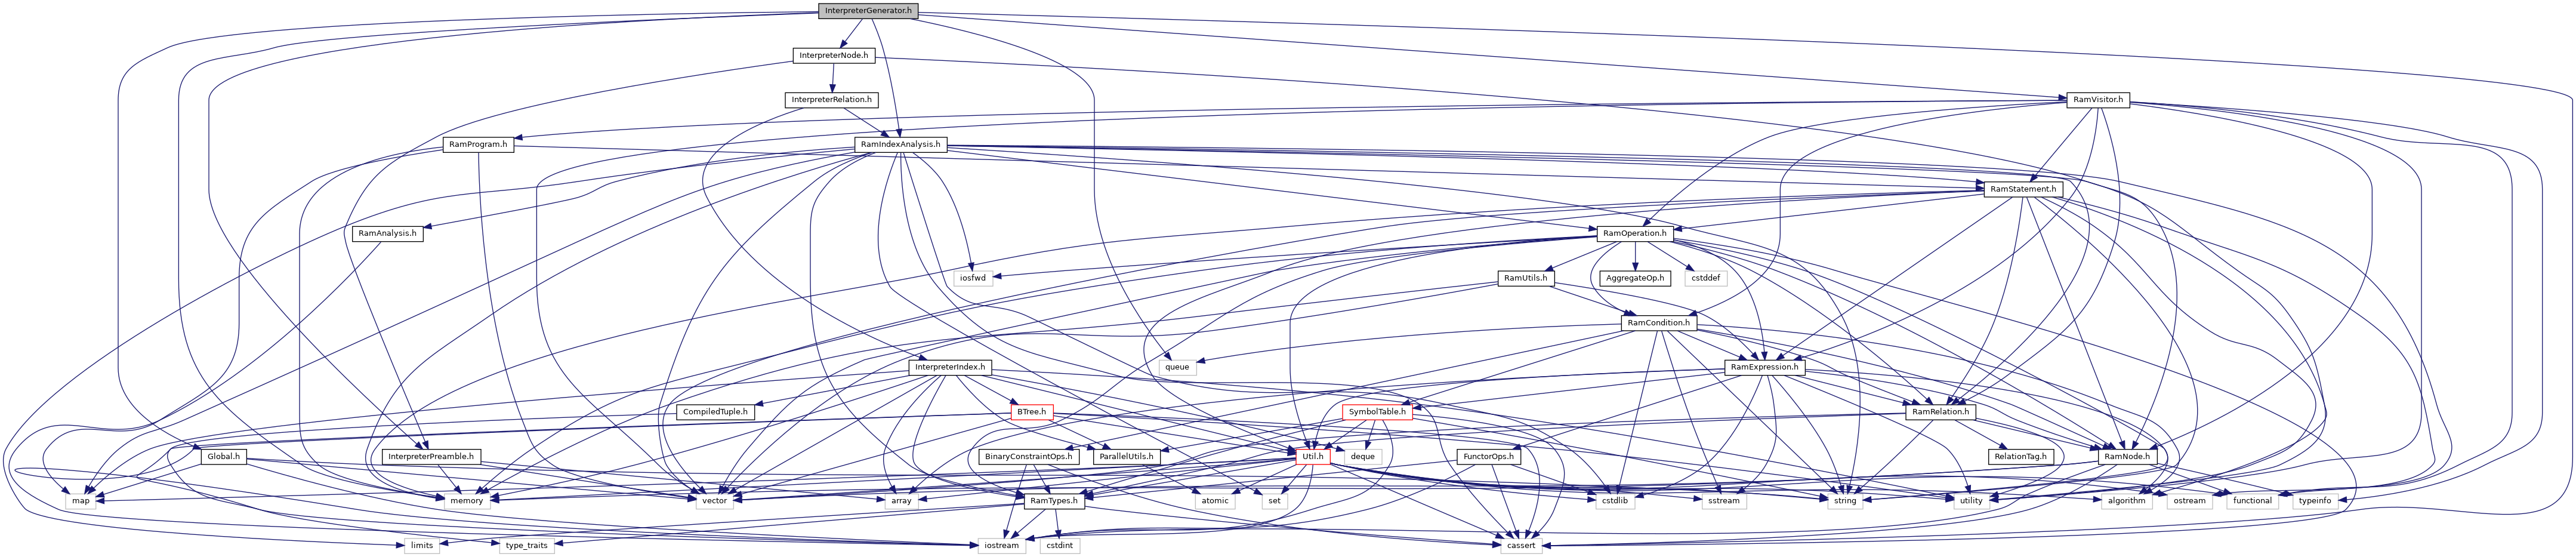 InterpreterGenerator.h
InterpreterNode.h
InterpreterRelation.h
RamVisitor.h
RamProgram.h
RamIndexAnalysis.h
RamStatement.h
RamAnalysis.h
RamOperation.h
iosfwd
RamUtils.h
AggregateOp.h
cstddef
RamCondition.h
InterpreterIndex.h
queue
RamExpression.h
CompiledTuple.h
BTree.h
SymbolTable.h
RamRelation.h
Global.h
InterpreterPreamble.h
BinaryConstraintOps.h
ParallelUtils.h
Util.h
deque
FunctorOps.h
RelationTag.h
RamNode.h
map
memory
vector
array
RamTypes.h
atomic
set
cstdlib
sstream
string
utility
algorithm
ostream
functional
typeinfo
limits
type_traits
iostream
cstdint
cassert